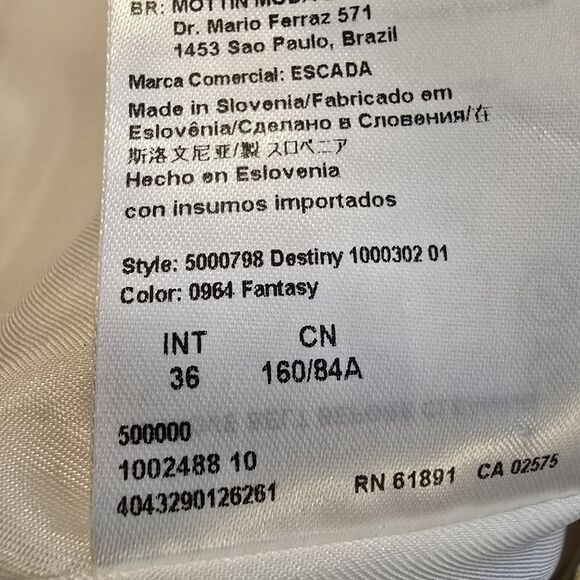 BR: MOTTIN MODA
Dr. Mario Ferraz 571
1453 Sao Paulo, Brazil
Marca Comercial: ESCADA
Made in Slovenia/Fabricado em
Eslovênia/Сделано в Словения/在
斯洛文尼亚/製 スロベニア
Hecho en Eslovenia
con insumos importados
Style: 5000798 Destiny 1000302 01
Color: 0964 Fantasy
INT CN
36 160/84A
500000
1002488 10
4043290126261
RN 61891 CA 02575